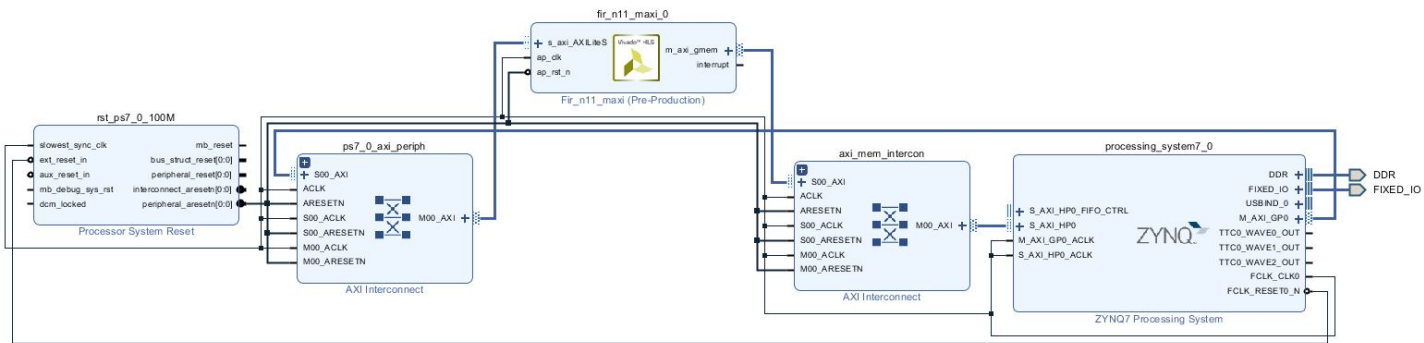 fir_n11_maxi_0
s_axi_AXILiteS
ap_clk
ap_rst_n
Vivado™ HLS
m_axi_gmem
interrupt
Fir_n11_maxi (Pre-Production)
rst_ps7_0_100M
slowest_sync_clk
ext_reset_in
aux_reset_in
mb_debug_sys_rst
dcm_locked
mb_reset
bus_struct_reset[0:0]
peripheral_reset[0:0]
interconnect_aresetn[0:0]
peripheral_aresetn[0:0]
Processor System Reset
ps7_0_axi_periph
S00_AXI
ACLK
ARESETN
S00_ACLK
S00_ARESETN
M00_ACLK
M00_ARESETN
M00_AXI
AXI Interconnect
axi_mem_intercon
S00_AXI
ACLK
ARESETN
S00_ACLK
S00_ARESETN
M00_ACLK
M00_ARESETN
M00_AXI
AXI Interconnect
processing_system7_0
S_AXI_HP0_FIFO_CTRL
S_AXI_HP0
M_AXI_GP0_ACLK
S_AXI_HP0_ACLK
ZYNQ
DDR
FIXED_IO
USBIND_0
M_AXI_GP0
TTC0_WAVE0_OUT
TTC0_WAVE1_OUT
TTC0_WAVE2_OUT
FCLK_CLK0
FCLK_RESET0_N
ZYNQ7 Processing System
DDR
FIXED_IO